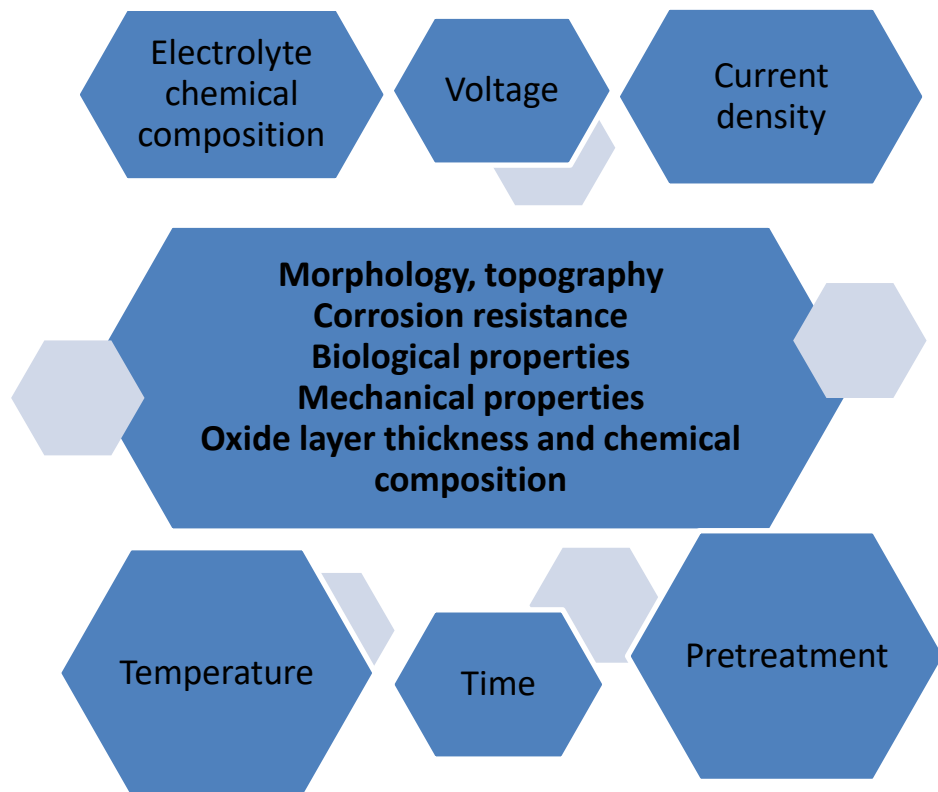 Electrolyte
chemical
composition
Voltage
Current
density
Morphology, topography
Corrosion resistance
Biological properties
Mechanical properties
Oxide layer thickness and chemical
composition
Temperature
Time
Pretreatment